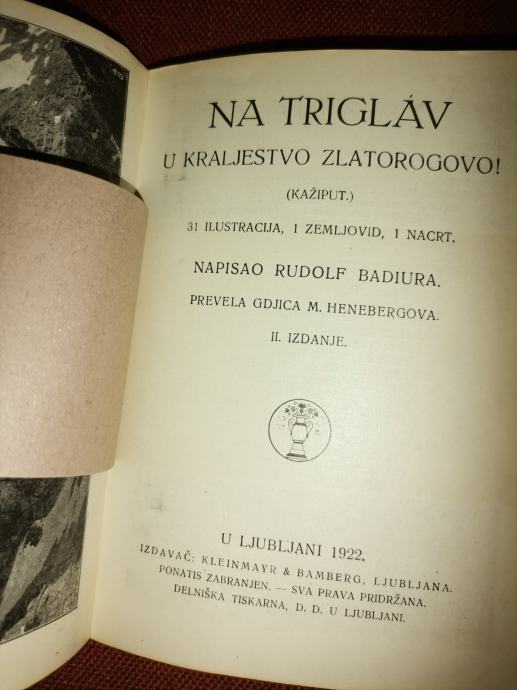 NA TRIGLAV
U KRALJESTVO ZLATOROGOVO!
(KAŽIPUT.)
31 ILUSTRACIJA, 1 ZEMLJOVID, 1 NACRT.
NAPISAO RUDOLF BADIURA.
PREVELA GDJICA M. HENEBERGOVA.
II. IZDANJE.
U LJUBLJANI 1922.
IZDAVAČ: KLEINMAYR & BAMBERG, LJUBLJANA.
PONATIS ZABRANJEN. — SVA PRAVA PRIDRŽANA.
DELNIŠKA TISKARNA, D. D. U LJUBLJANI.